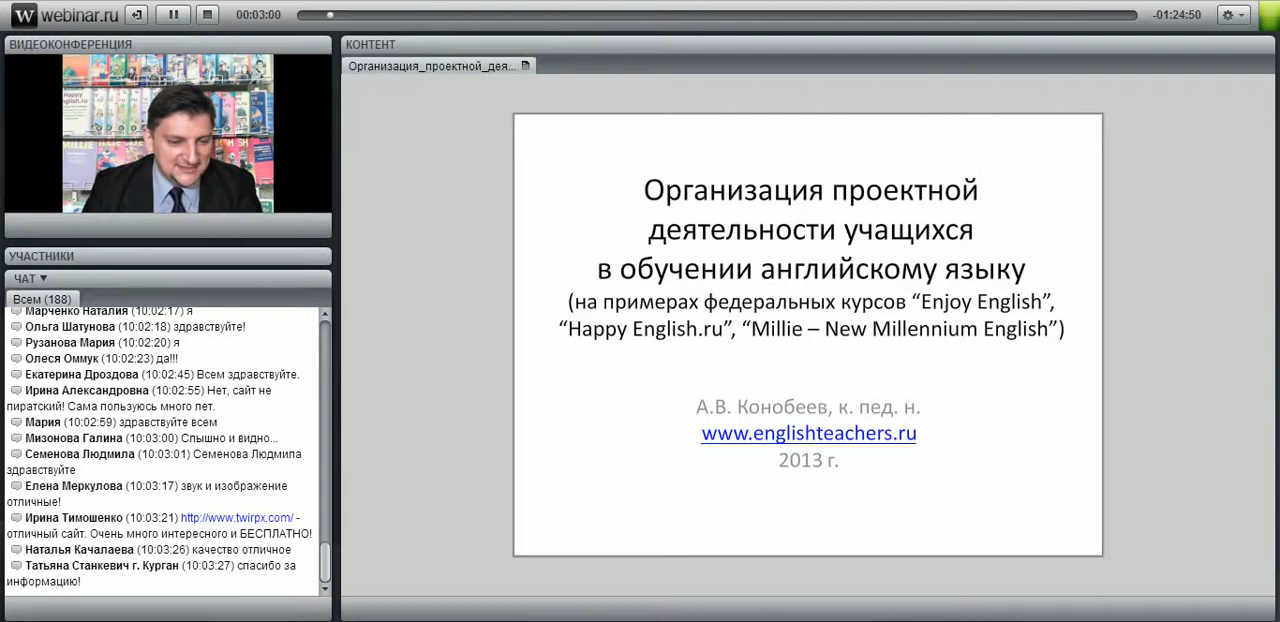 webinar.ru
00:03:00
-01:24:50
ВИДЕОКОНФЕРЕНЦИЯ
Happy
English.ru
MILLIE
УЧАСТНИКИ
ЧАТ ▼
Всем (188)
Марченко Наталия (10:02:17) я
Ольга Шатунова (10:02:18) здравствуйте!
Рузанова Мария (10:02:20) я
Олеся Оммук (10:02:23) да!!!
Екатерина Дроздова (10:02:45) Всем здравствуйте.
Ирина Александровна (10:02:55) Нет, сайт не
пиратский! Сама пользуюсь много лет.
Мария (10:02:59) здравствуйте всем
Мизонова Галина (10:03:00) Слышно и видно...
Семенова Людмила (10:03:01) Семенова Людмила
здравствуйте
Елена Меркулова (10:03:17) звук и изображение
отличные!
Ирина Тимошенко (10:03:21) http://www.twirpx.com/ -
отличный сайт. Очень много интересного и БЕСПЛАТНО!
Наталья Качалаева (10:03:26) качество отличное
Татьяна Станкевич г. Курган (10:03:27) спасибо за
информацию!
КОНТЕНТ
Организация_проектной_дея...
Организация проектной
деятельности учащихся
в обучении английскому языку
(на примерах федеральных курсов “Enjoy English”,
“Happy English.ru”, “Millie – New Millennium English”)
А.В. Конобеев, к. пед. н.
www.englishteachers.ru
2013 г.